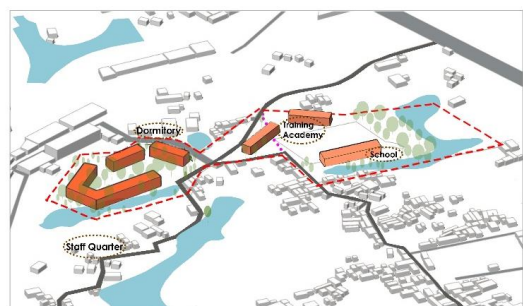 Dormitory
Training
Academy
School
Staff Quarter